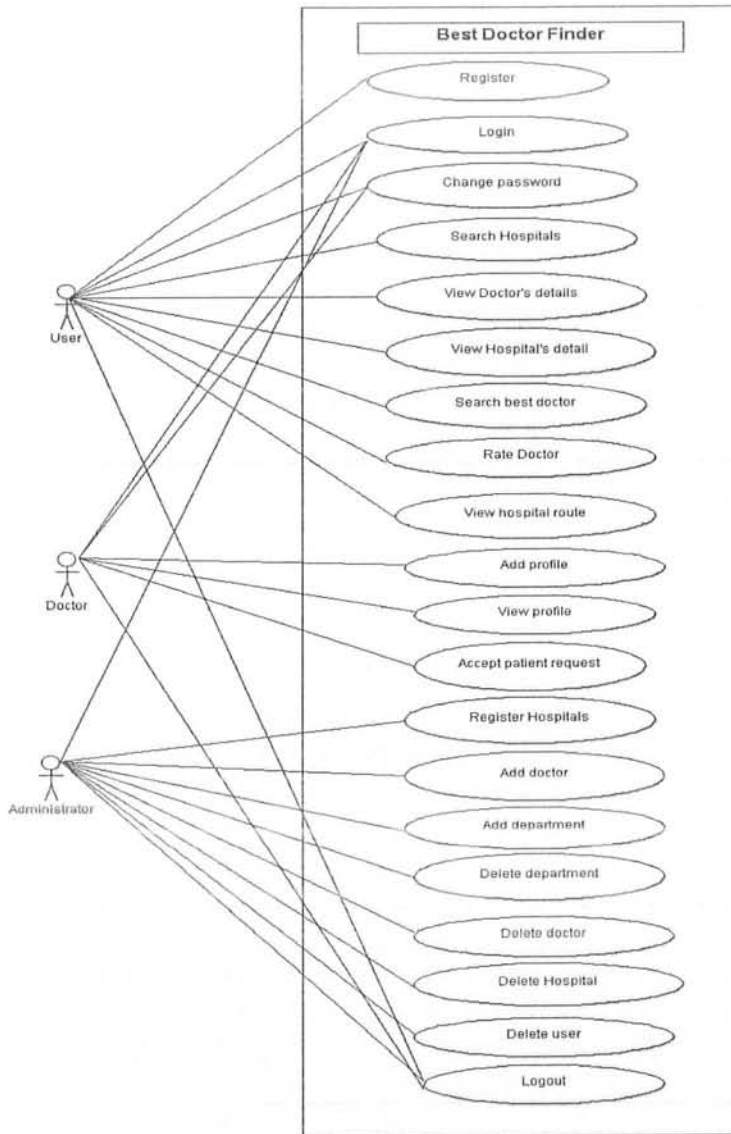 Best Doctor Finder
Register
Login
Change password
Search Hospitals
View Doctor's details
User
View Hospital's detail
Search best doctor
Rate Doctor
View hospital route
Doctor
Add profile
View profile
Accept patient request
Register Hospitals
Administrator
Add doctor
Add department
Delete department
Delete doctor
Delete Hospital
Delete user
Logout